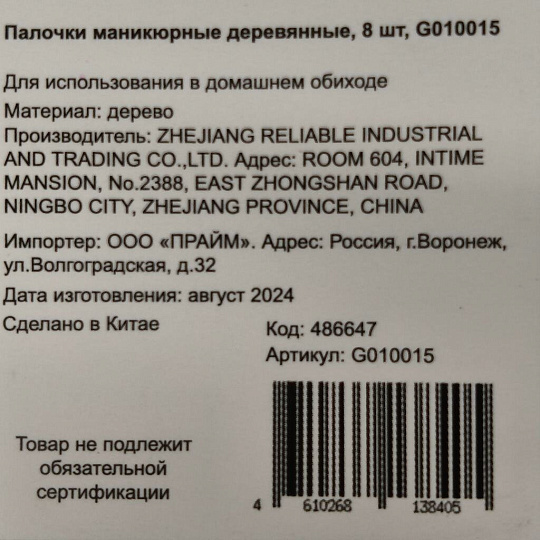 Палочки маникюрные деревянные, 8 шт, G010015
Для использования в домашнем обиходе
Материал: дерево
Производитель: ZHEJIANG RELIABLE INDUSTRIAL
AND TRADING CO.,LTD. Адрес: ROOM 604, INTIME
MANSION, No.2388, EAST ZHONGSHAN ROAD,
NINGBO CITY, ZHEJIANG PROVINCE, CHINA
Импортер: ООО «ПРАЙМ». Адрес: Россия, г.Воронеж,
ул.Волгоградская, д.32
Дата изготовления: август 2024
Сделано в Китае
Код: 486647
Артикул: G010015
Товар не подлежит
обязательной
сертификации
4 610268 138405